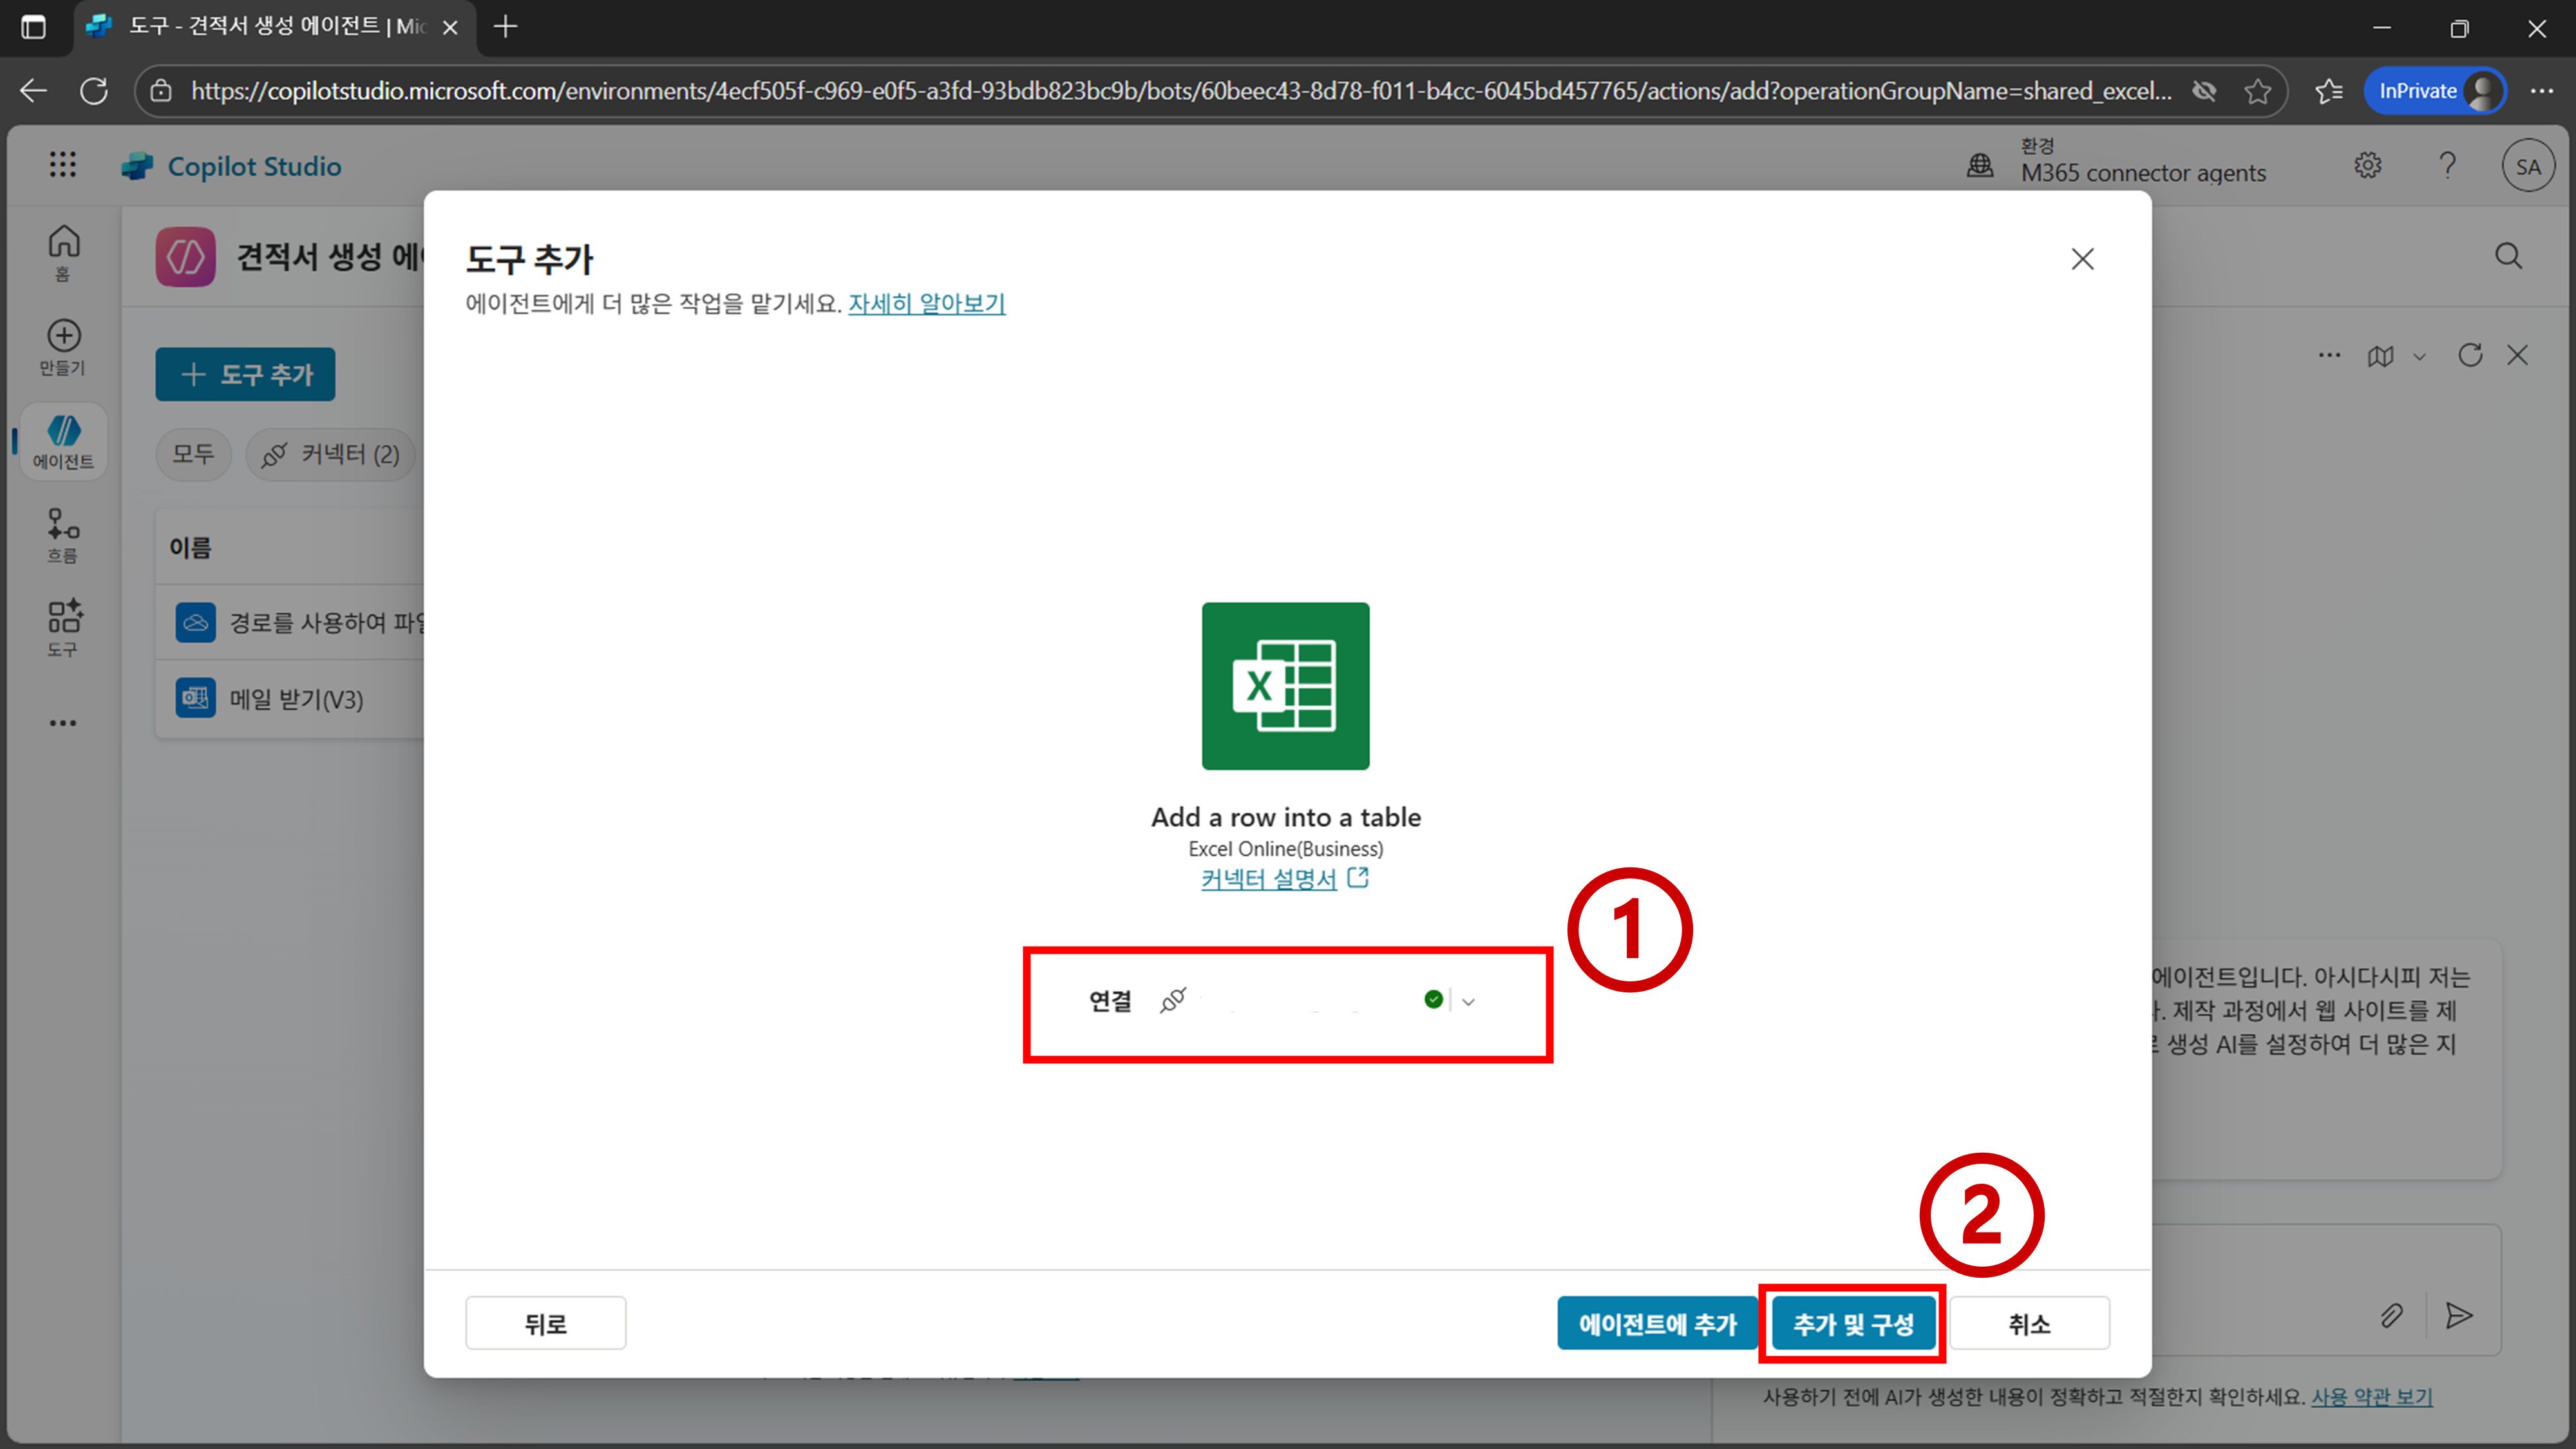 도구 - 견적서 생성 에이전트 | Mic
https://copilotstudio.microsoft.com/environments/4ecf505f-c969-e0f5-a3fd-93bdb823bc9b/bots/60beec43-8d78-f011-b4cc-6045bd457765/actions/add?operationGroupName=shared_excel...
InPrivate
Copilot Studio
환경
M365 connector agents
SA
홈
만들기
에이전트
흐름
도구
견적서 생성 에
도구 추가
모두
커넥터 (2)
이름
경로를 사용하여 파일
메일 받기(V3)
도구 추가
에이전트에게 더 많은 작업을 맡기세요. 자세히 알아보기
Add a row into a table
Excel Online(Business)
커넥터 설명서
연결
1
2
뒤로
에이전트에 추가
추가 및 구성
취소
에이전트입니다. 아시다시피 저는
. 제작 과정에서 웹 사이트를 제
생성 AI를 설정하여 더 많은 지
사용하기 전에 AI가 생성한 내용이 정확하고 적절한지 확인하세요. 사용 약관 보기